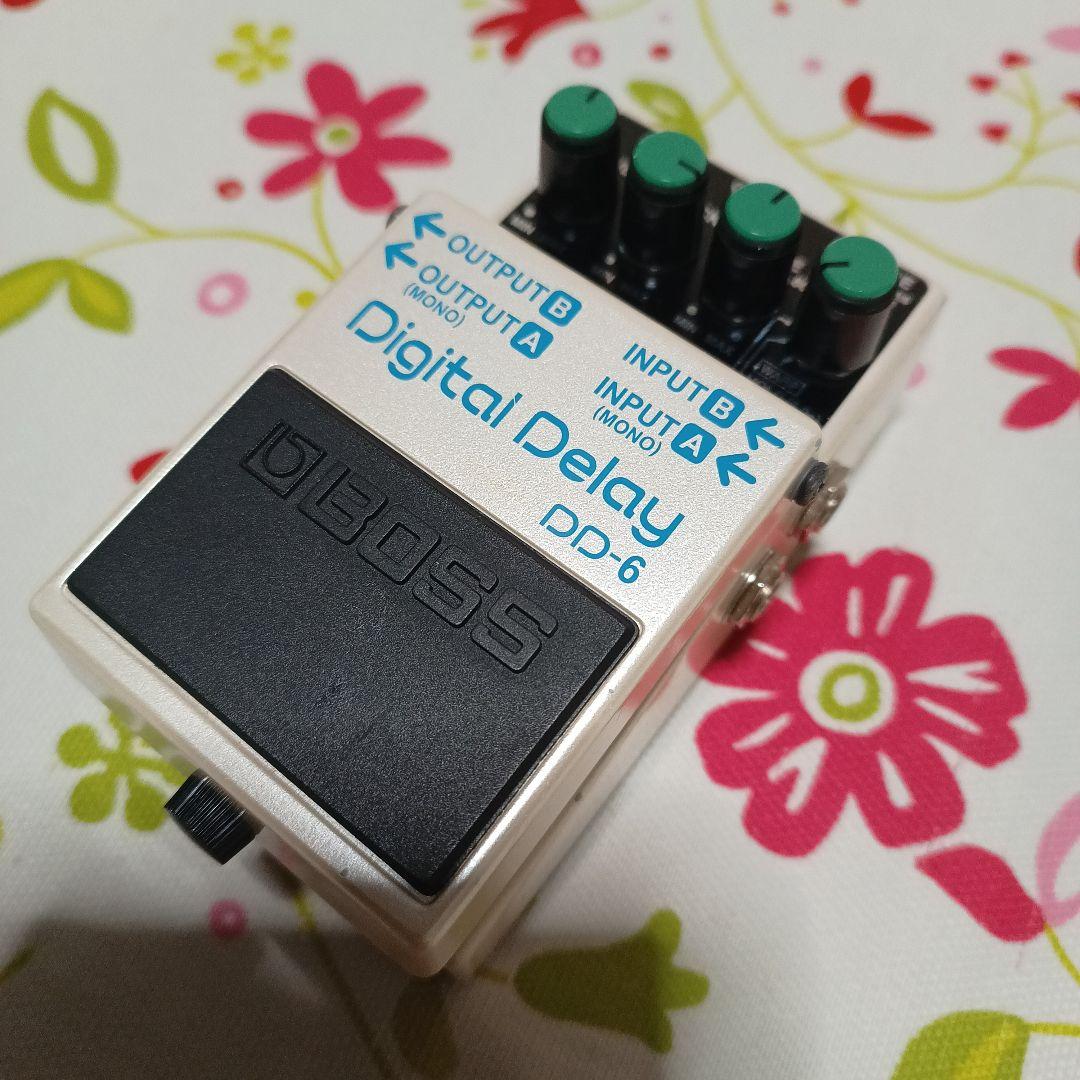 OUTPUT B
OUTPUT A
(MONO)
INPUT B
INPUT A
(MONO)
Digital Delay
DD-6
BOSS